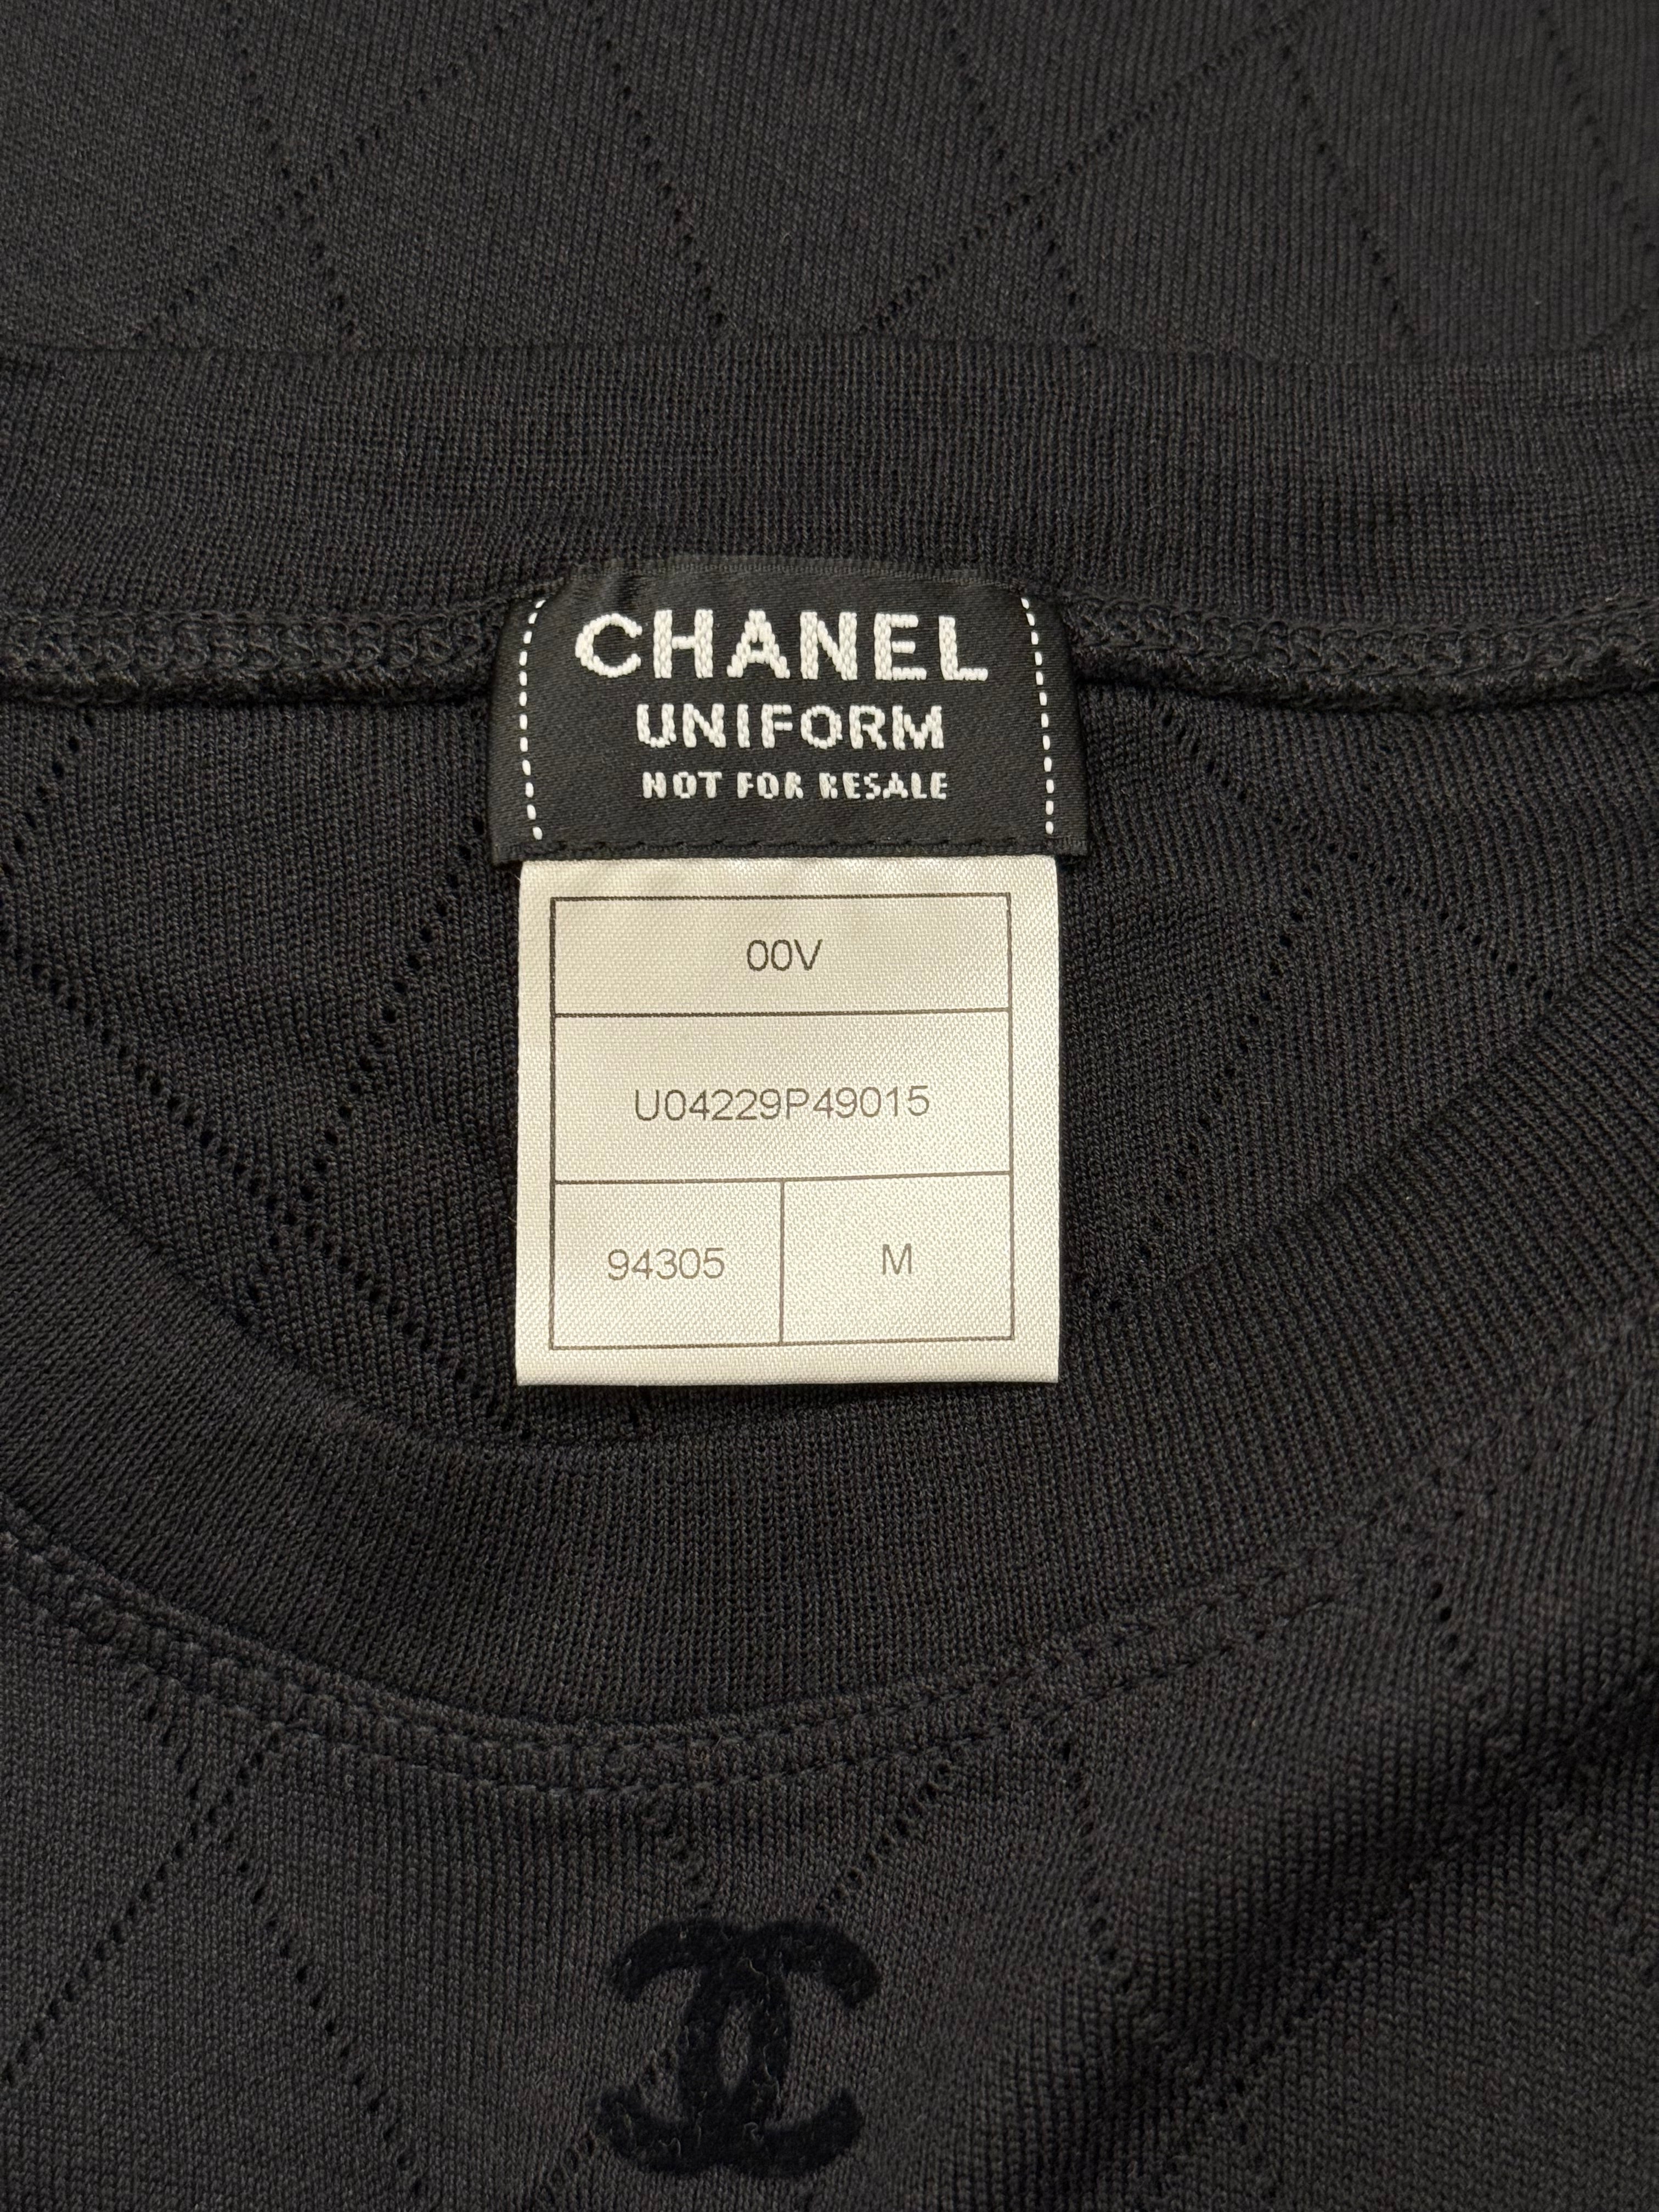 CHANEL
UNIFORM
NOT FOR RESALE
00V
U04229P49015
94305 M